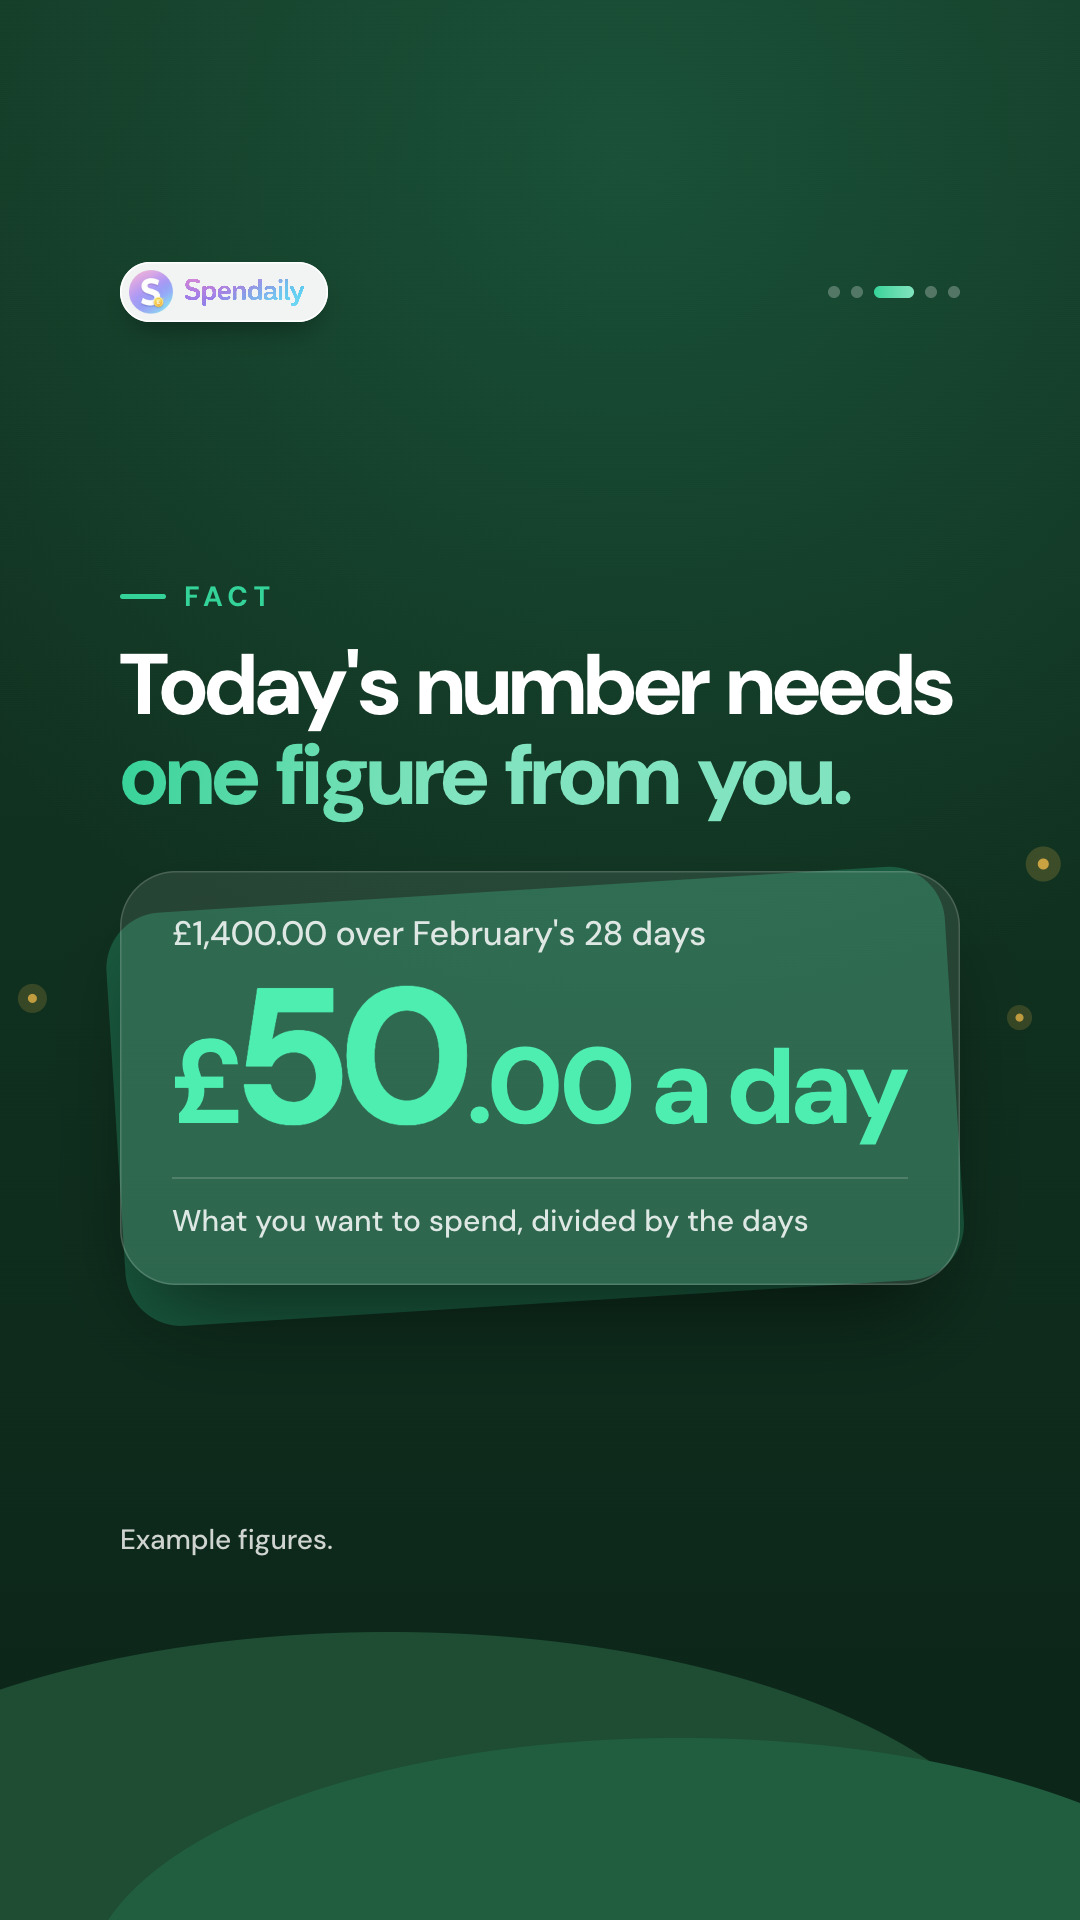 Spendaily
FACT
Today's number needs
one figure from you.
£1,400.00 over February's 28 days
£50.00 a day
What you want to spend, divided by the days
Example figures.